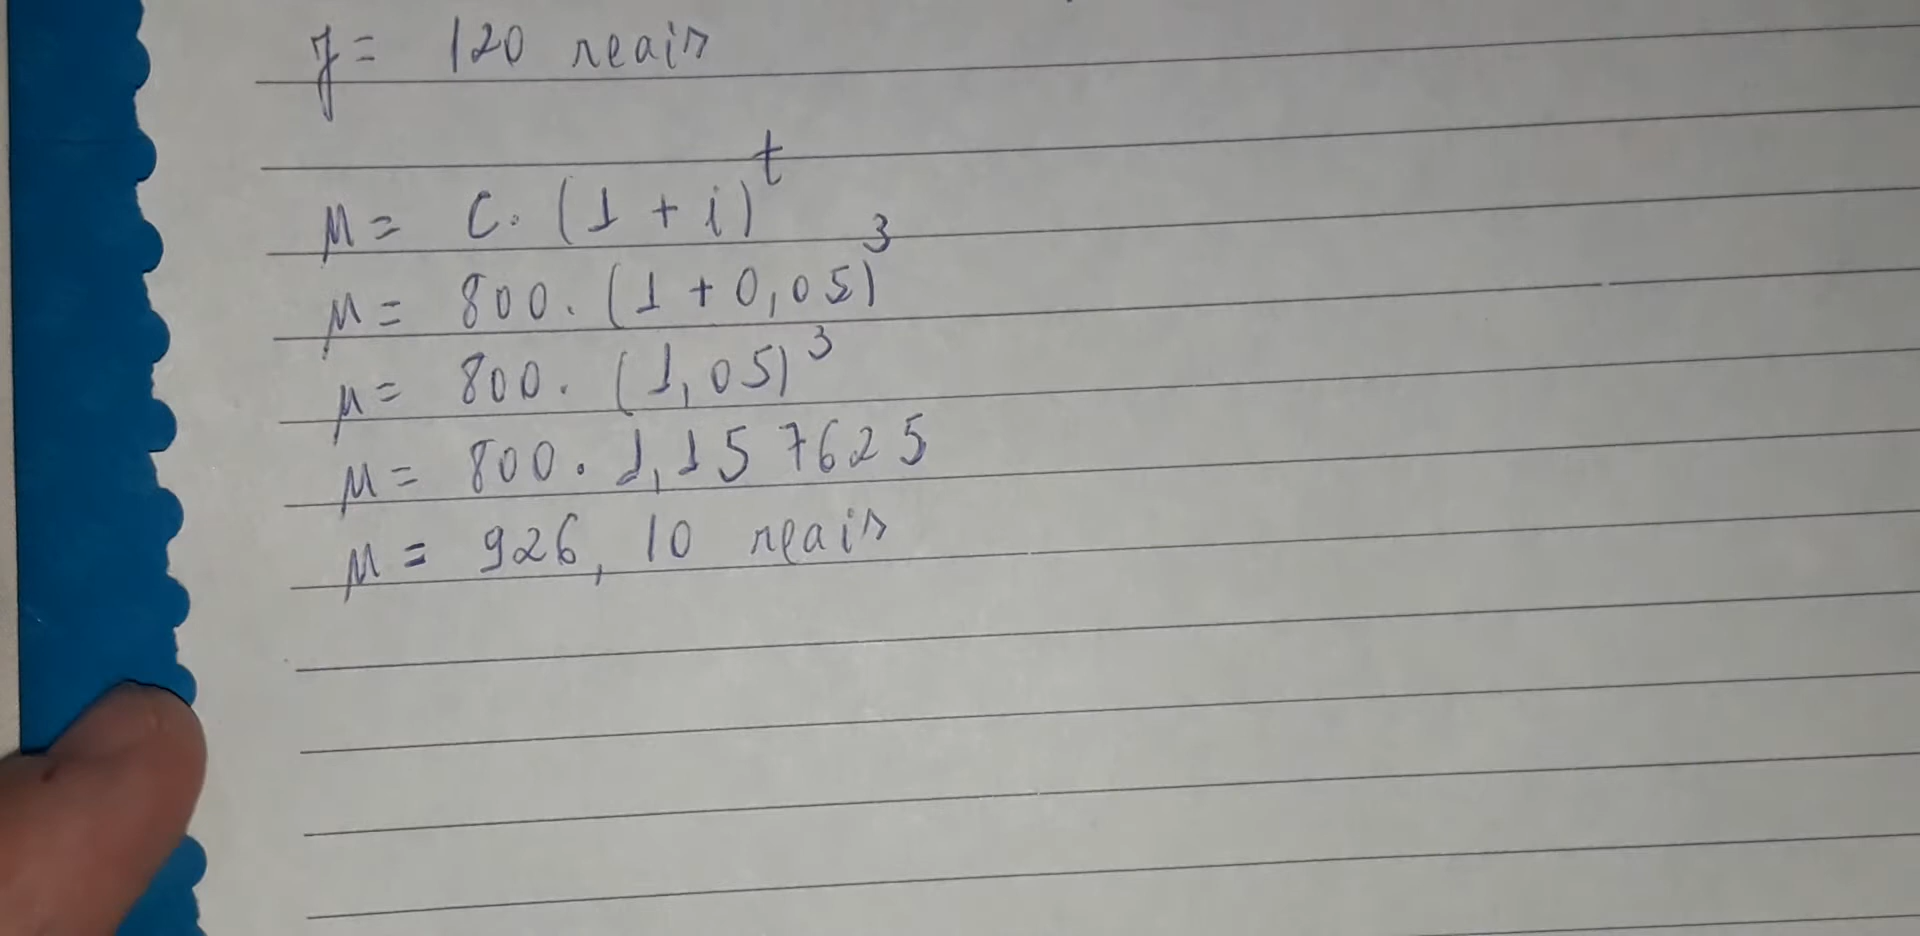 J = 120 reais
M = C. (1 + i)^t
M = 800. (1 + 0,05)^3
M = 800. (1,05)^3
M = 800. 1,157625
M = 926,10 reais